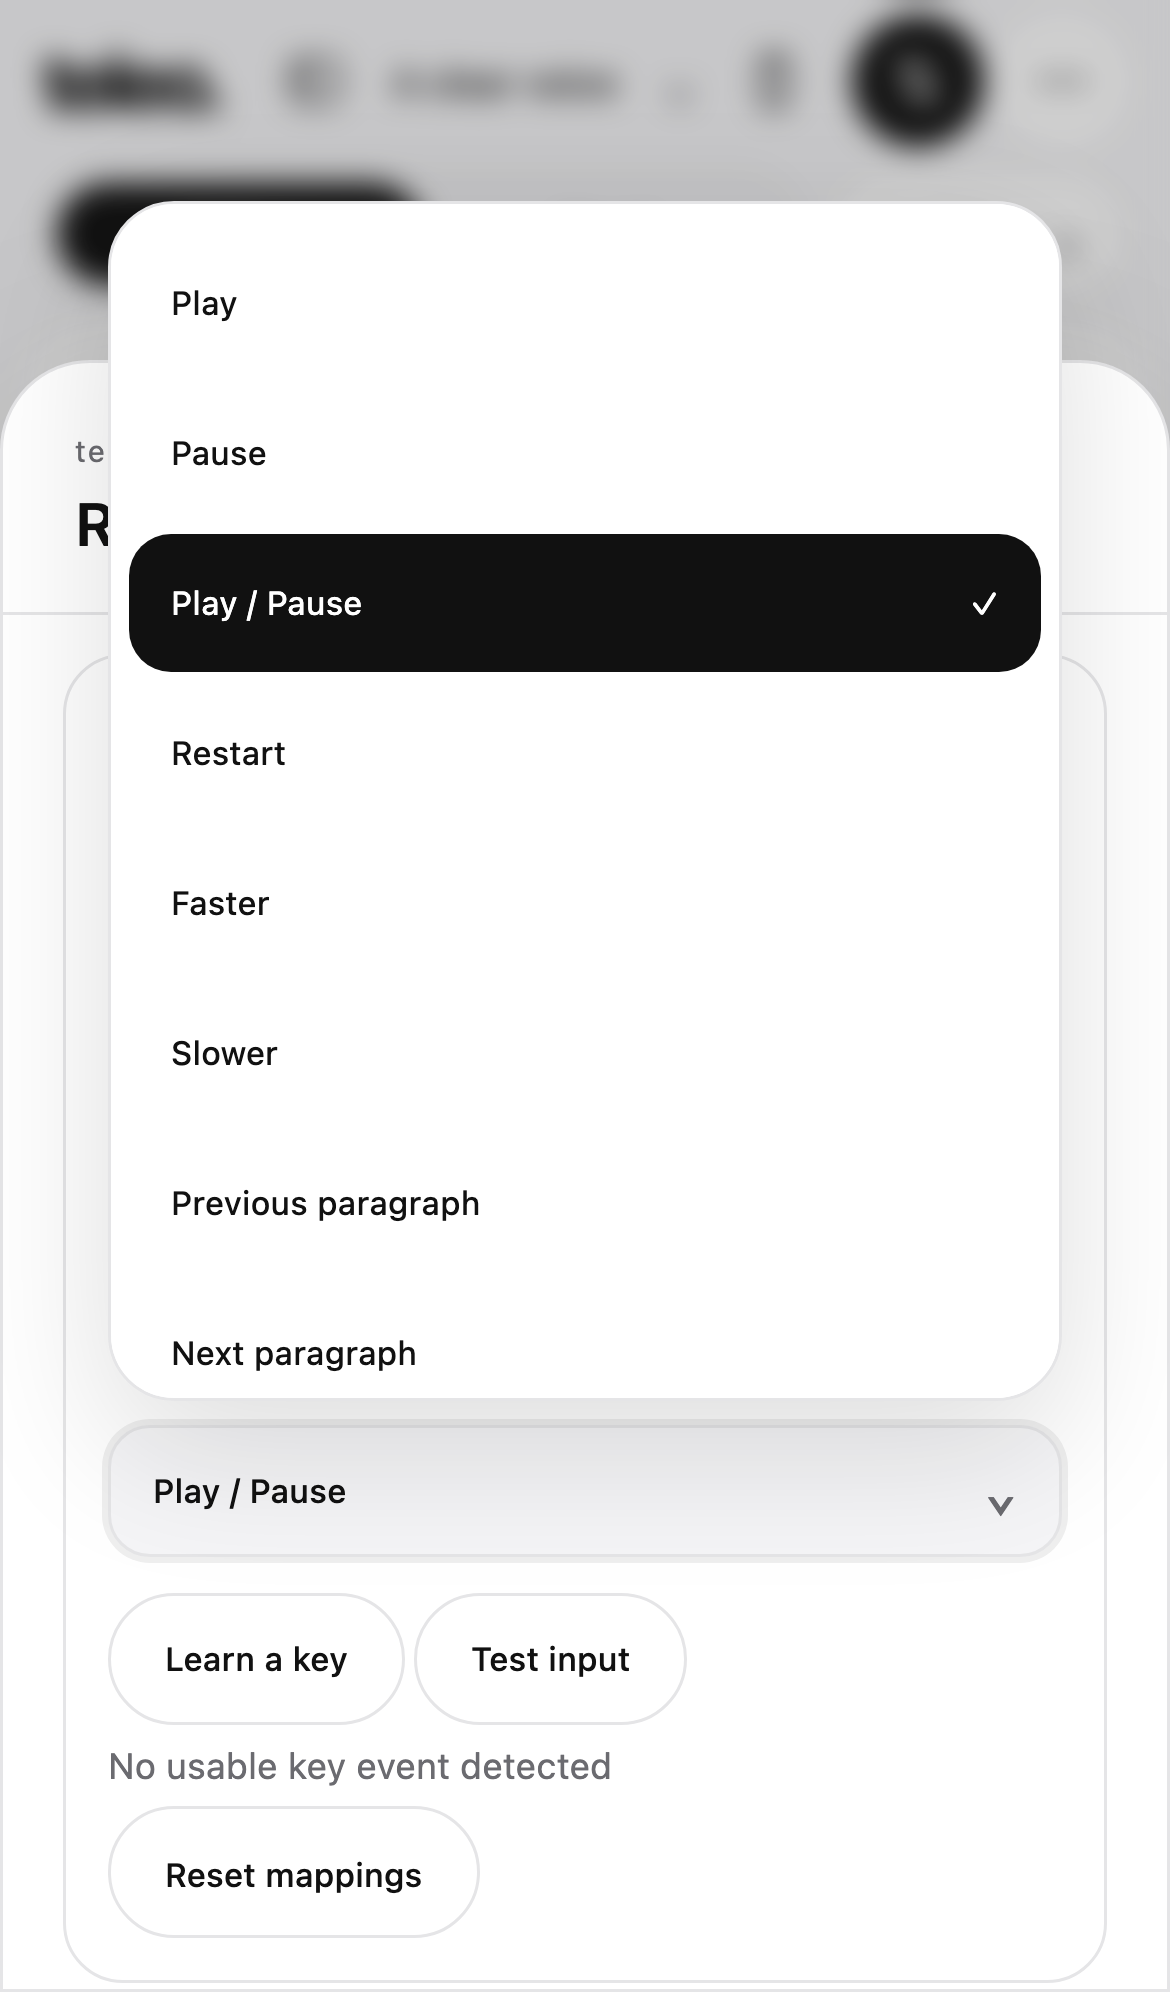 Play
Pause
te
R
Play / Pause
Restart
Faster
Slower
Previous paragraph
Next paragraph
Play / Pause
Learn a key
Test input
No usable key event detected
Reset mappings